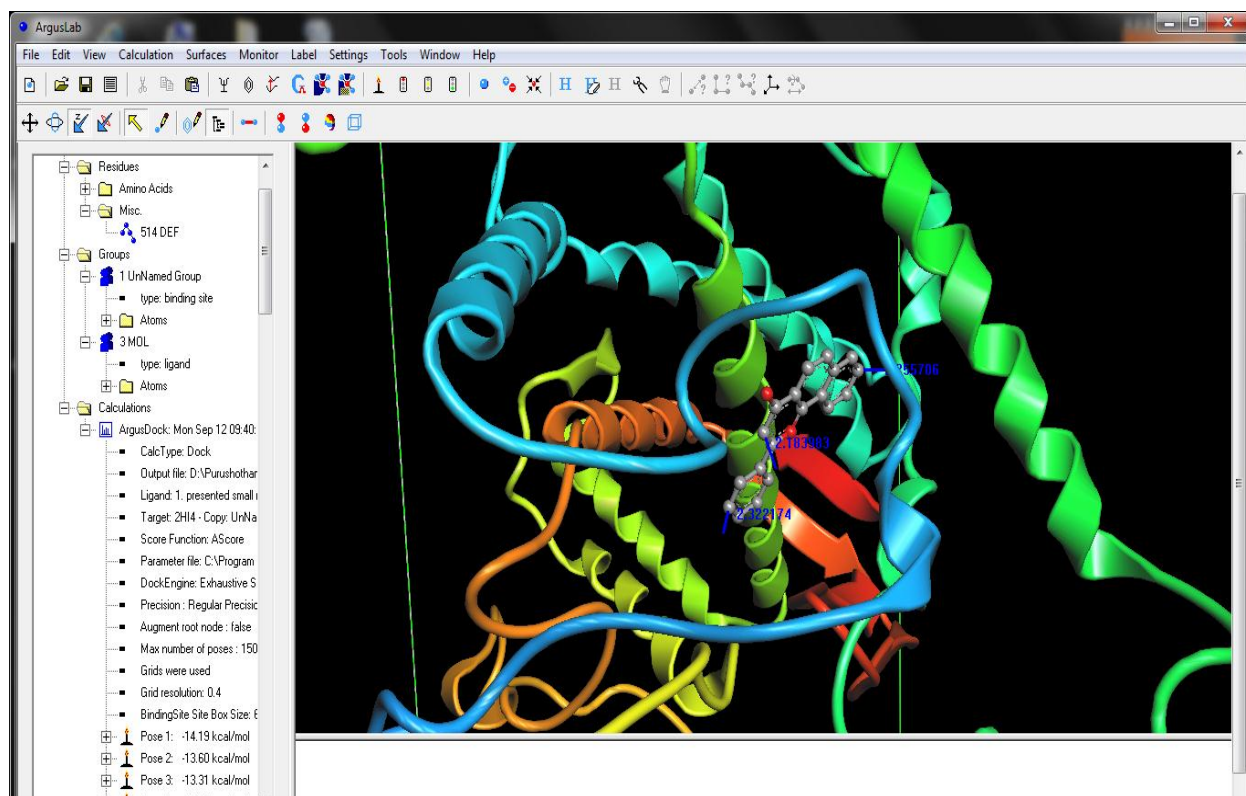 ArgusLab
File Edit View Calculation Surfaces Monitor Label Settings Tools Window Help
Residues
Amino Acids
Misc.
514 DEF
Groups
1 UnNamed Group
type: binding site
Atoms
3 MOL
type: ligand
Atoms
Calculations
ArgusDock: Mon Sep 12 09:40:
CalcType: Dock
Output file: D:\Purushothar
Ligand: 1. presented small
Target: 2HI4 - Copy: UnNa
Score Function: AScore
Parameter file: C:\Program
DockEngine: Exhaustive S
Precision : Regular Precisic
Augment root node : false
Max number of poses : 150
Grids were used
Grid resolution: 0.4
BindingSite Site Box Size: 6
Pose 1: -14.19 kcal/mol
Pose 2: -13.60 kcal/mol
Pose 3: -13.31 kcal/mol
355706
2.183983
2.322174